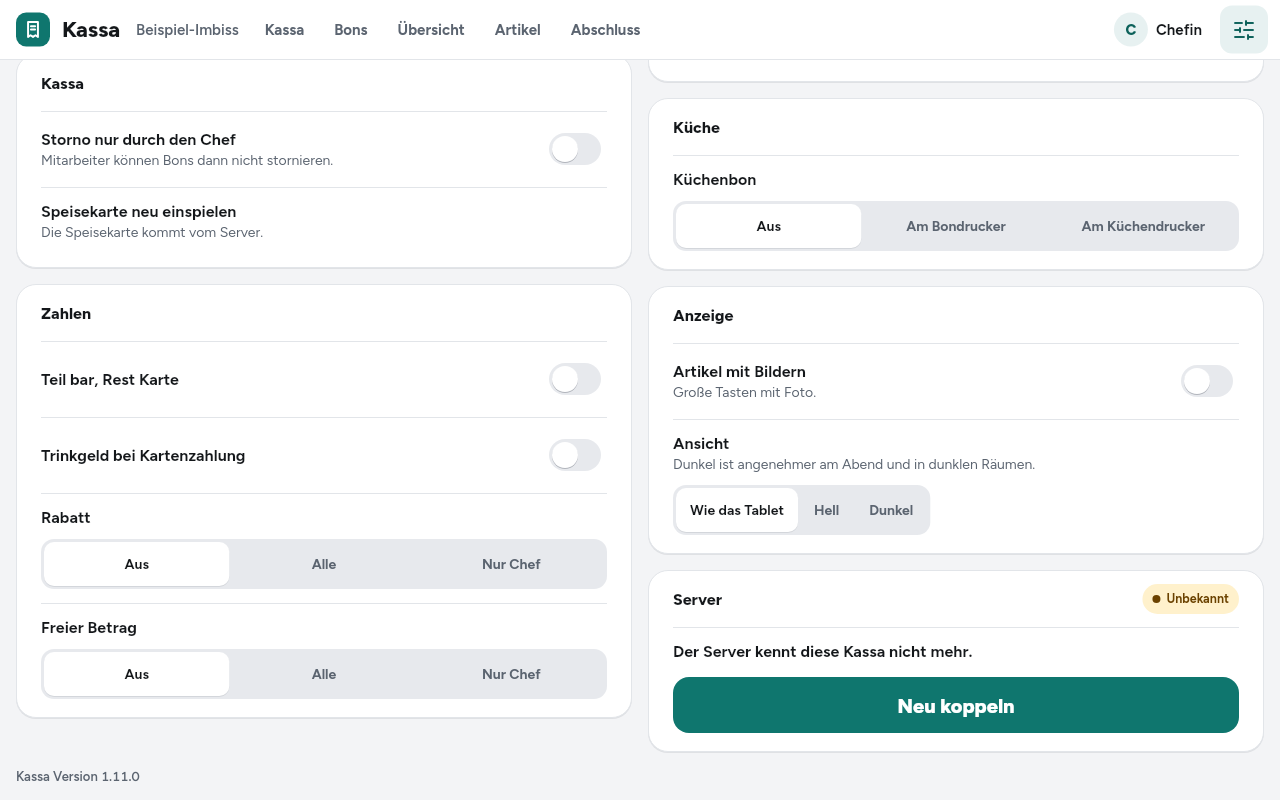 Kassa
Beispiel-Imbiss
Kassa
Bons
Übersicht
Artikel
Abschluss
C
Chefin
Kassa
Storno nur durch den Chef
Mitarbeiter können Bons dann nicht stornieren.
Speisekarte neu einspielen
Die Speisekarte kommt vom Server.
Zahlen
Teil bar, Rest Karte
Trinkgeld bei Kartenzahlung
Rabatt
Aus
Alle
Nur Chef
Freier Betrag
Aus
Alle
Nur Chef
Küche
Küchenbon
Aus
Am Bondrucker
Am Küchendrucker
Anzeige
Artikel mit Bildern
Große Tasten mit Foto.
Ansicht
Dunkel ist angenehmer am Abend und in dunklen Räumen.
Wie das Tablet
Hell
Dunkel
Server
Unbekannt
Der Server kennt diese Kassa nicht mehr.
Neu koppeln
Kassa Version 1.11.0